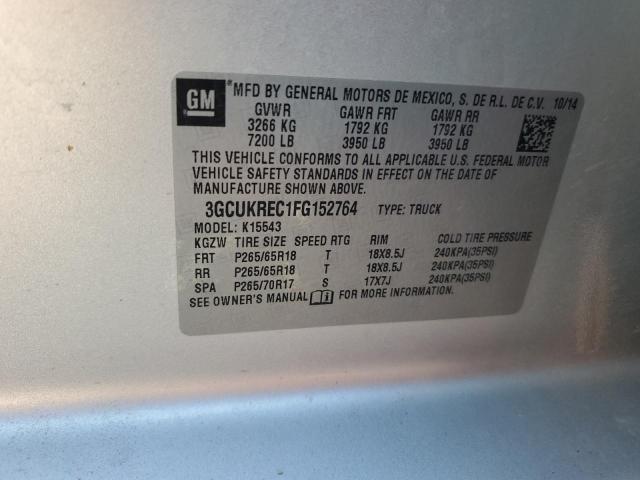 GM ® MFD BY GENERAL MOTORS DE MEXICO, S. DE R.L. DE C.V. 10/14
GVWR GAWR FRT GAWR RR
3266 KG 1792 KG 1792 KG
7200 LB 3950 LB 3950 LB
THIS VEHICLE CONFORMS TO ALL APPLICABLE U.S. FEDERAL MOTOR
VEHICLE SAFETY STANDARDS IN EFFECT ON THE DATE OF
MANUFACTURE SHOWN ABOVE.
3GCUKREC1FG152764 TYPE: TRUCK
MODEL: K15543
KGZW TIRE SIZE SPEED RTG RIM COLD TIRE PRESSURE
FRT P265/65R18 T 18X8.5J 240KPA(35PSI)
RR P265/65R18 T 18X8.5J 240KPA(35PSI)
SPA P265/70R17 S 17X7J 240KPA(35PSI)
SEE OWNER'S MANUAL FOR MORE INFORMATION.